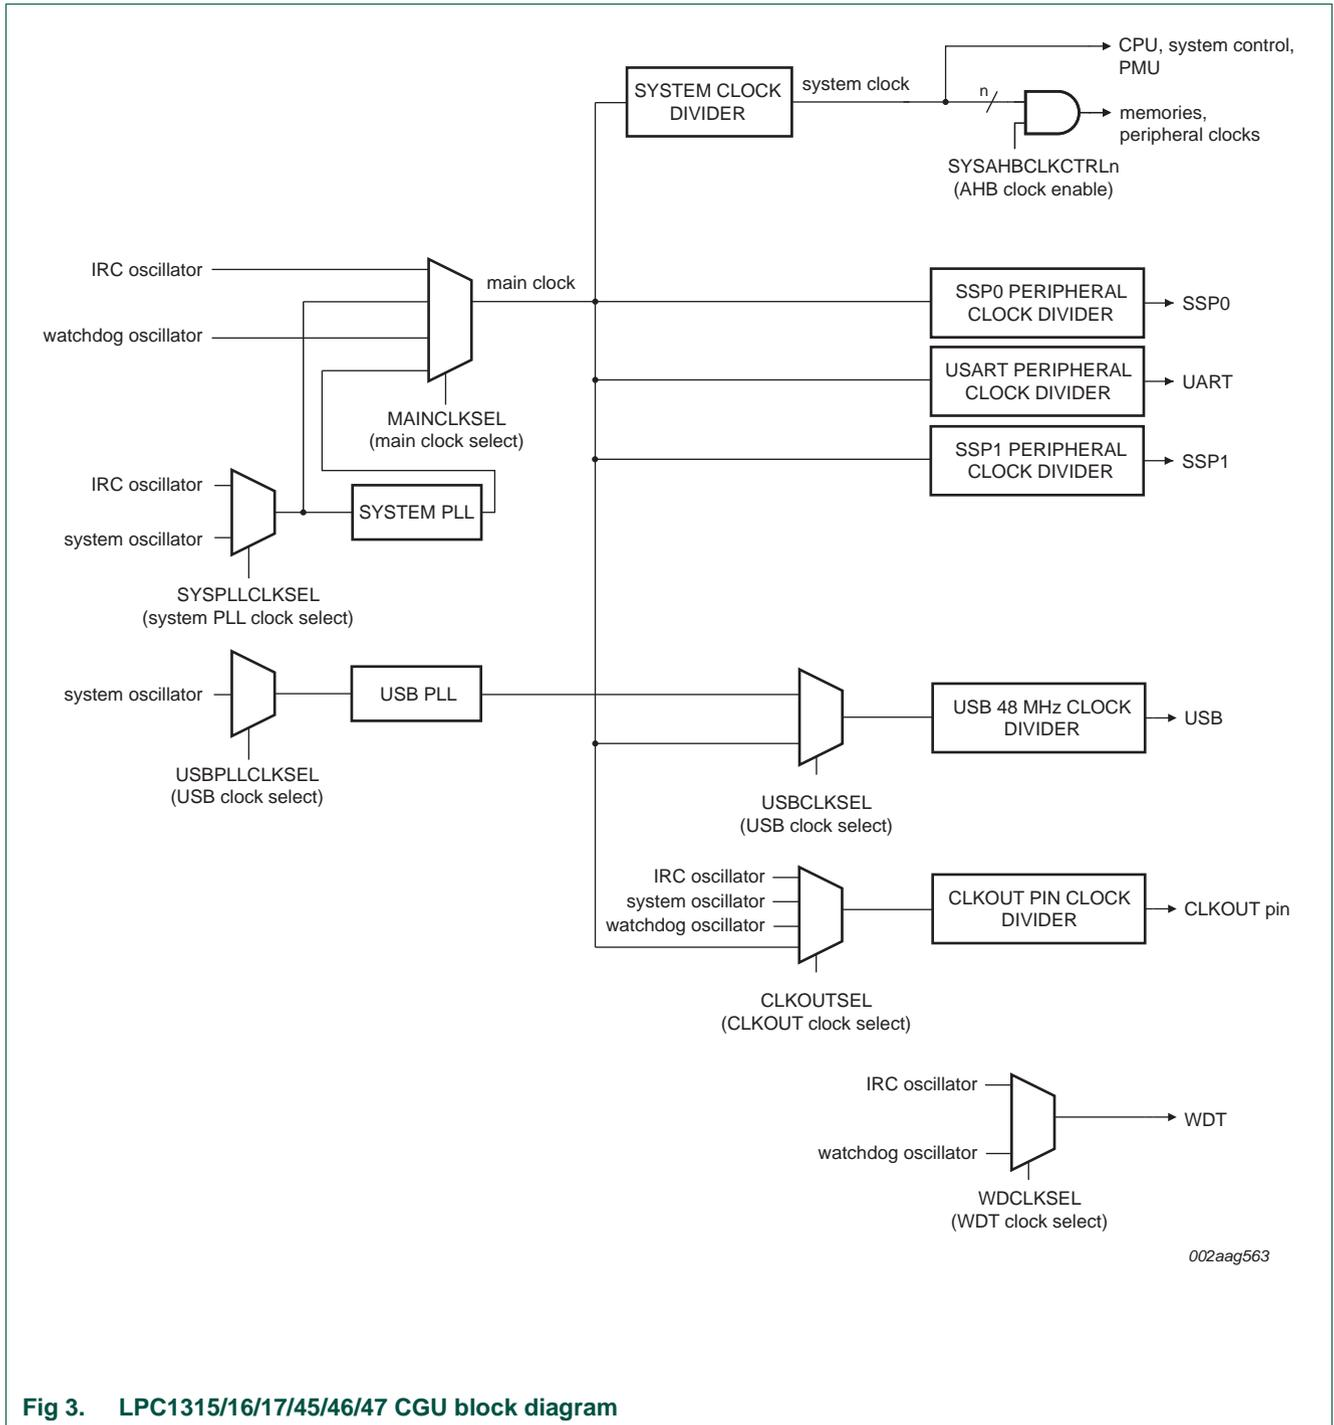 CPU, system control,
PMU
SYSTEM CLOCK
DIVIDER
system clock
n
memories,
peripheral clocks
SYSAHBCLKCTRLn
(AHB clock enable)
IRC oscillator
main clock
watchdog oscillator
MAINCLKSEL
(main clock select)
SSP0 PERIPHERAL
CLOCK DIVIDER
SSP0
USART PERIPHERAL
CLOCK DIVIDER
UART
SSP1 PERIPHERAL
CLOCK DIVIDER
SSP1
IRC oscillator
system oscillator
SYSTEM PLL
SYSPLLCLKSEL
(system PLL clock select)
system oscillator
USB PLL
USBPLLCLKSEL
(USB clock select)
USB 48 MHz CLOCK
DIVIDER
USB
USBCLKSEL
(USB clock select)
IRC oscillator
system oscillator
watchdog oscillator
CLKOUT PIN CLOCK
DIVIDER
CLKOUT pin
CLKOUTSEL
(CLKOUT clock select)
IRC oscillator
watchdog oscillator
WDT
WDCLKSEL
(WDT clock select)
002aag563
Fig 3. LPC1315/16/17/45/46/47 CGU block diagram